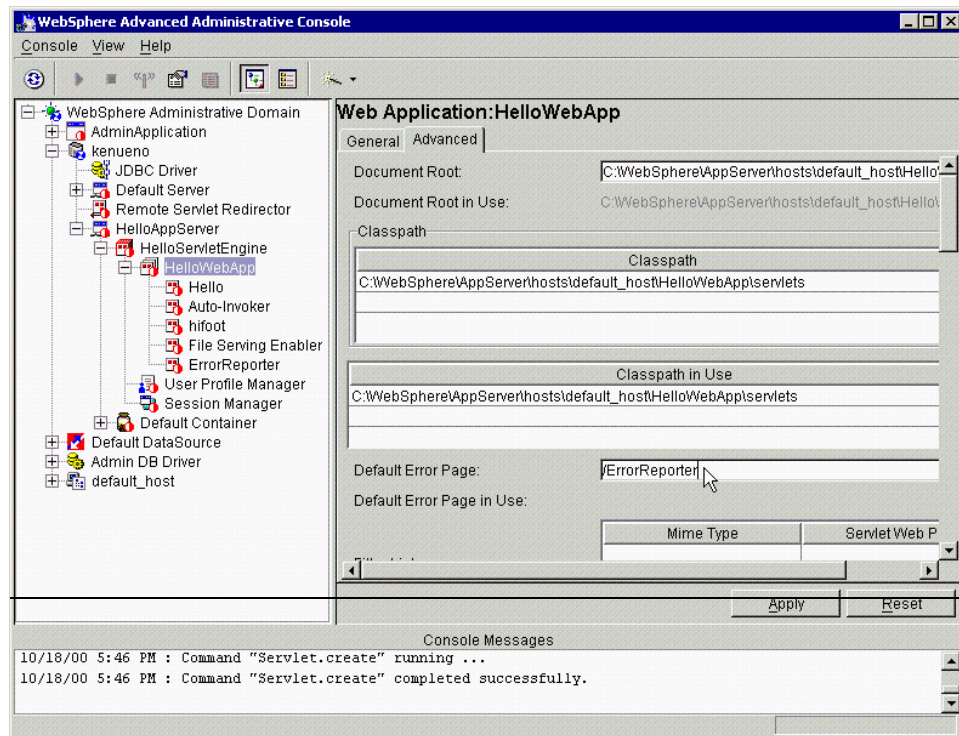 WebSphere Advanced Administrative Console
Console View Help
WebSphere Administrative Domain
AdminApplication
kenueno
JDBC Driver
Default Server
Remote Servlet Redirector
HelloAppServer
HelloServletEngine
HelloWebApp
Hello
Auto-Invoker
hifoot
File Serving Enabler
ErrorReporter
User Profile Manager
Session Manager
Default Container
Default DataSource
Admin DB Driver
default_host
Web Application:HelloWebApp
General Advanced
Document Root: C:\WebSphere\AppServer\hosts\default_host\Hello
Document Root in Use: C:\WebSphere\AppServer\hosts\default_host\Hello
Classpath
Classpath
C:\WebSphere\AppServer\hosts\default_host\HelloWebApp\servlets
Classpath in Use
C:\WebSphere\AppServer\hosts\default_host\HelloWebApp\servlets
Default Error Page: /ErrorReporter
Default Error Page in Use:
Mime Type Servlet Web P
Apply Reset
Console Messages
10/18/00 5:46 PM : Command "Servlet.create" running ...
10/18/00 5:46 PM : Command "Servlet.create" completed successfully.